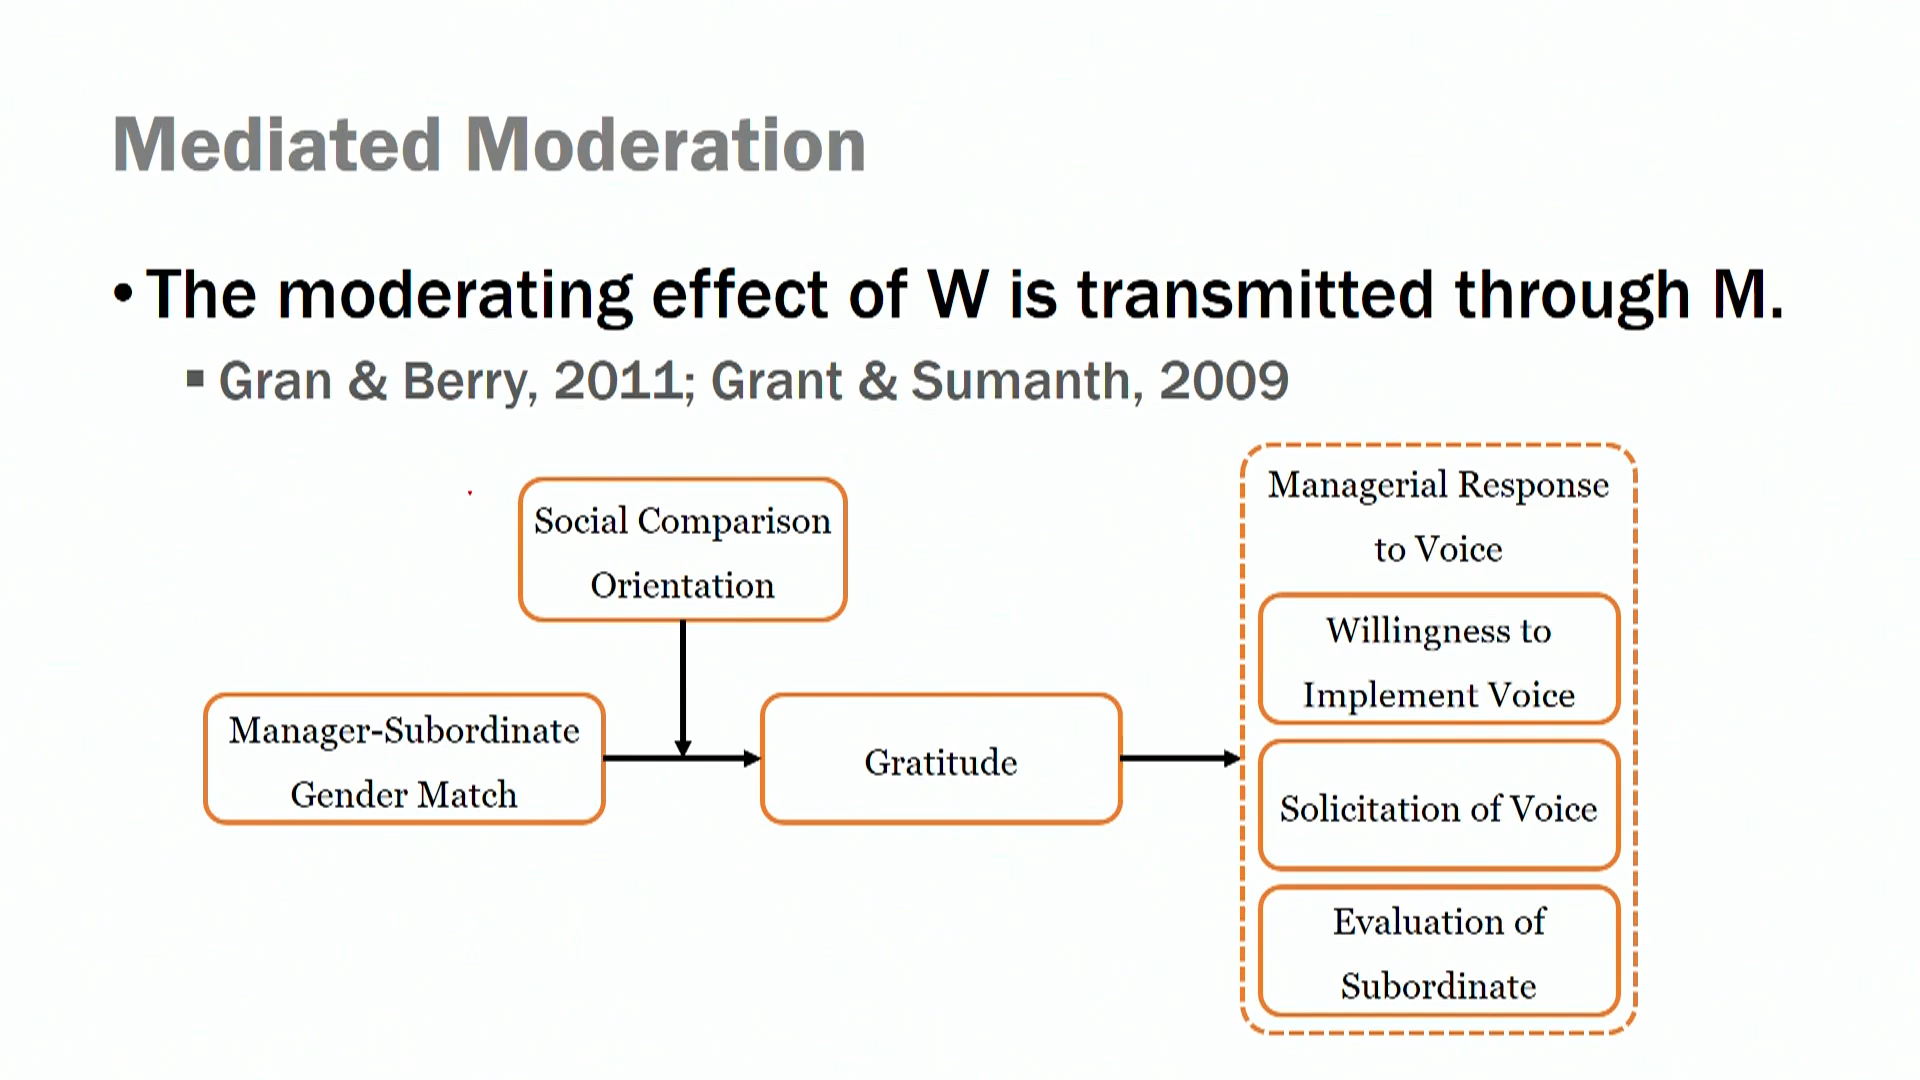 Mediated Moderation
• The moderating effect of W is transmitted through M.
▪ Gran & Berry, 2011; Grant & Sumanth, 2009
Social Comparison
Orientation
Manager-Subordinate
Gender Match
Gratitude
Managerial Response
to Voice
Willingness to
Implement Voice
Solicitation of Voice
Evaluation of
Subordinate